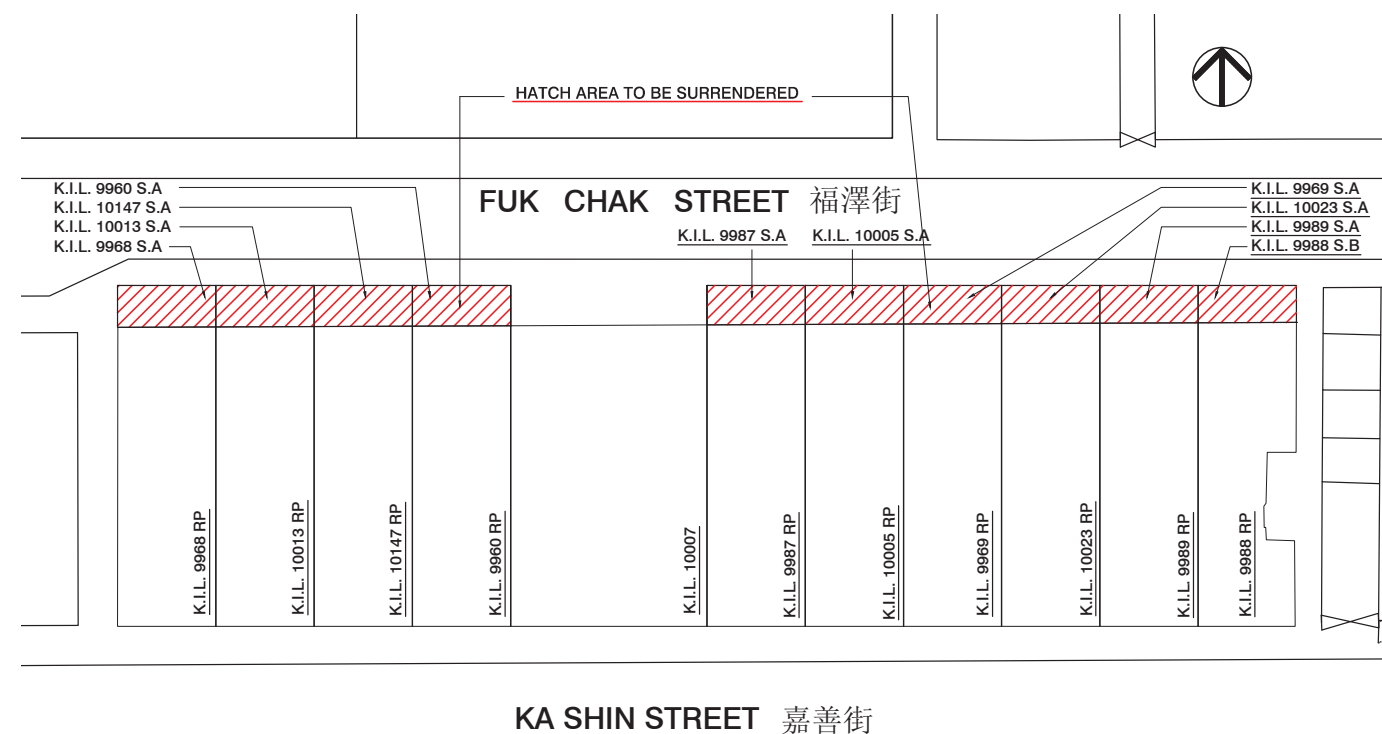 HATCH AREA TO BE SURRENDERED
K.I.L. 9960 S.A
K.I.L. 10147 S.A
K.I.L. 10013 S.A
K.I.L. 9968 S.A
FUK CHAK STREET 福澤街
K.I.L. 9987 S.A
K.I.L. 10005 S.A
K.I.L. 9969 S.A
K.I.L. 10023 S.A
K.I.L. 9989 S.A
K.I.L. 9988 S.B
K.I.L. 9968 RP
K.I.L. 10013 RP
K.I.L. 10147 RP
K.I.L. 9960 RP
K.I.L. 10007
K.I.L. 9987 RP
K.I.L. 10005 RP
K.I.L. 9969 RP
K.I.L. 10023 RP
K.I.L. 9989 RP
K.I.L. 9988 RP
KA SHIN STREET 嘉善街